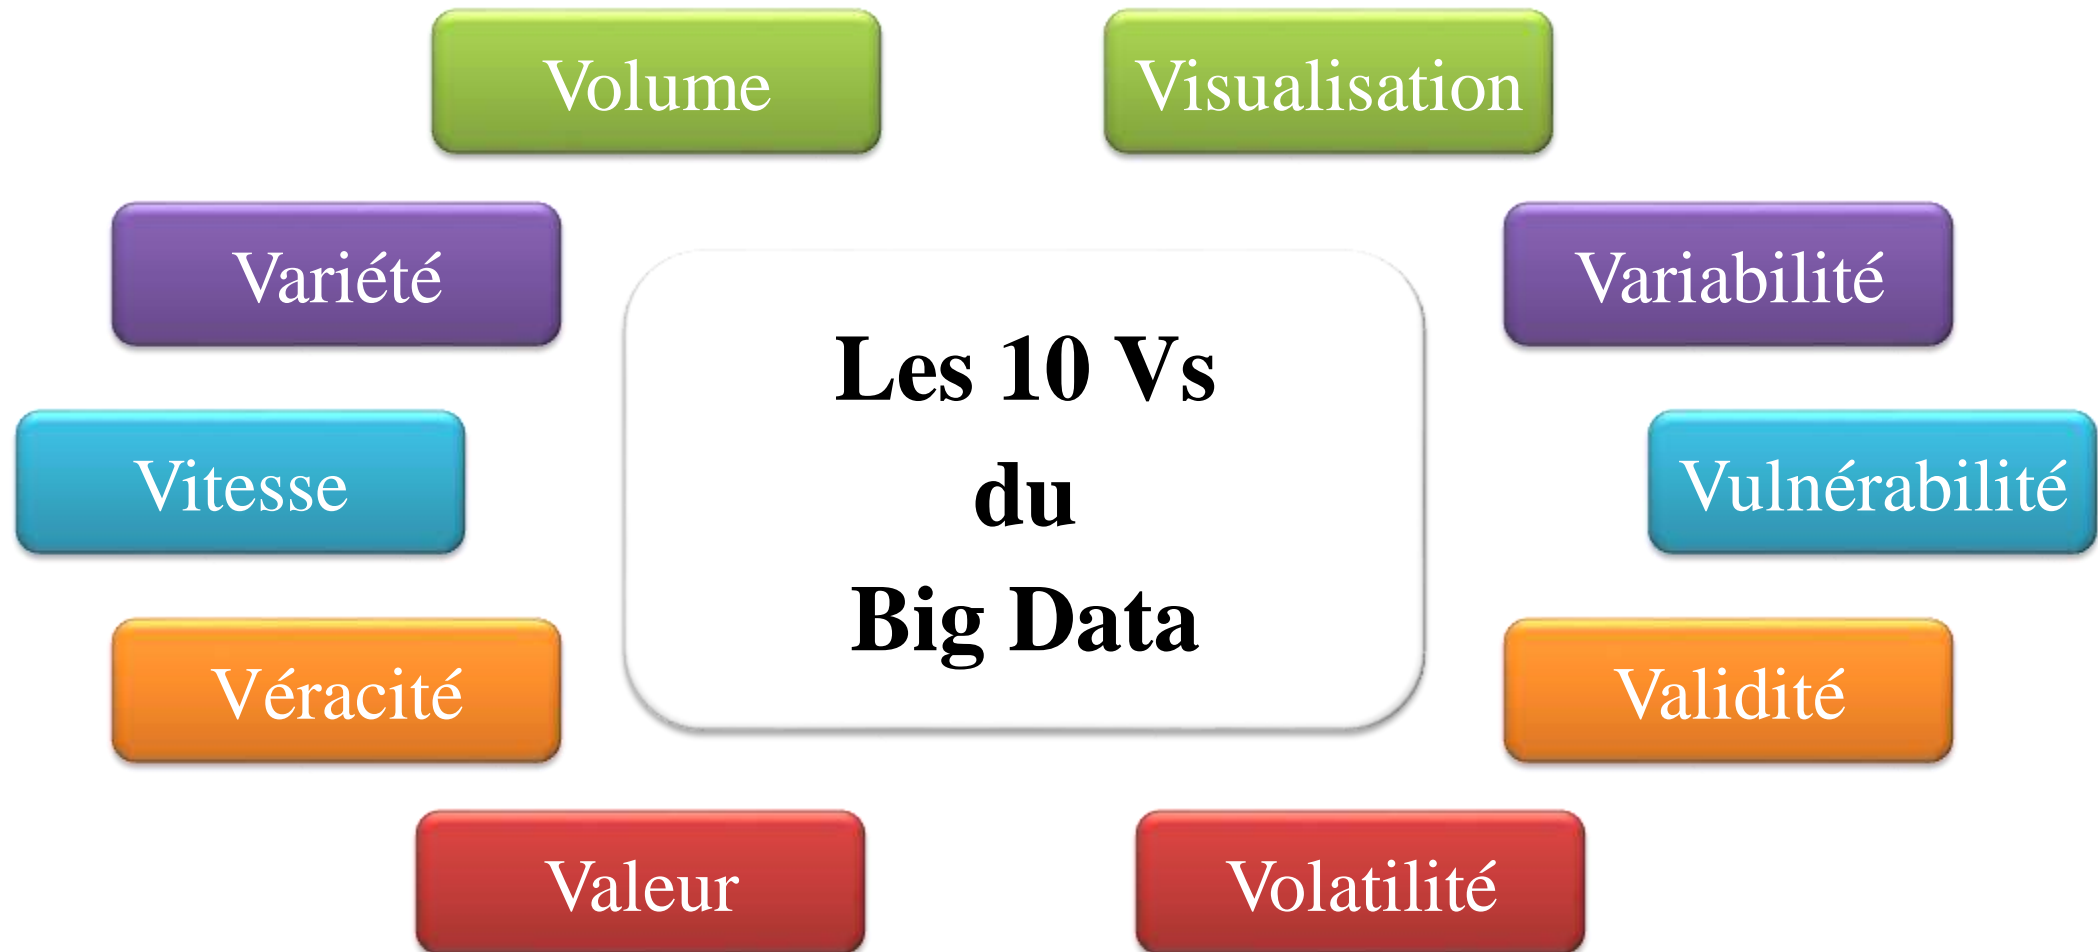 Volume
Visualisation
Variété
Variabilité
Les 10 Vs
du
Big Data
Vitesse
Vulnérabilité
Véracité
Validité
Valeur
Volatilité